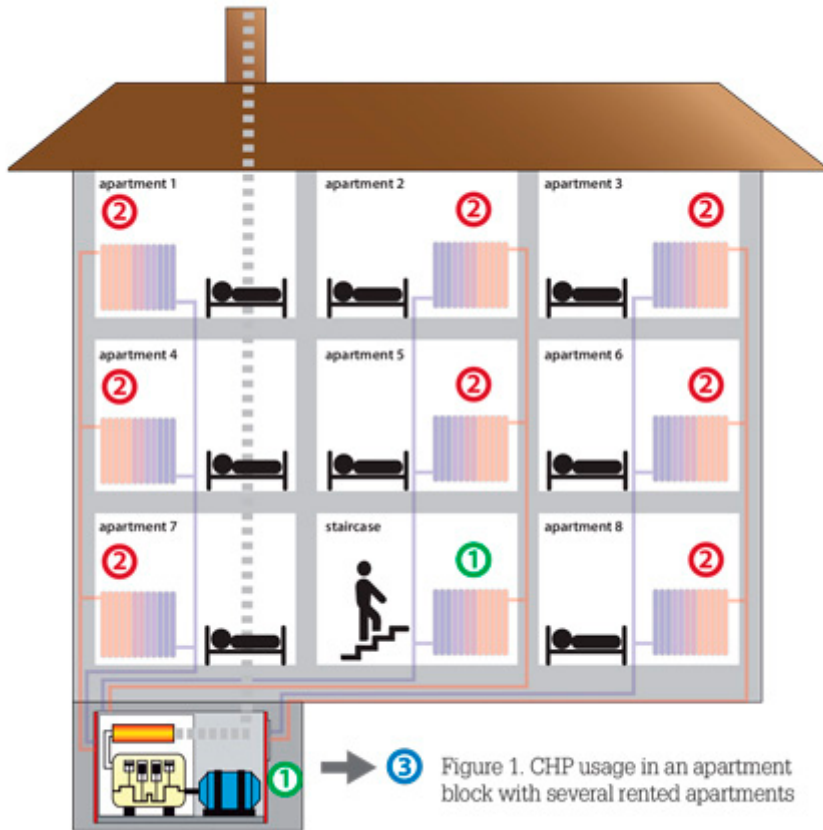 apartment 1
apartment 2
apartment 3
2
2
2
apartment 4
apartment 5
apartment 6
2
2
2
apartment 7
staircase
apartment 8
2
1
2
1
3
Figure 1. CHP usage in an apartment
block with several rented apartments